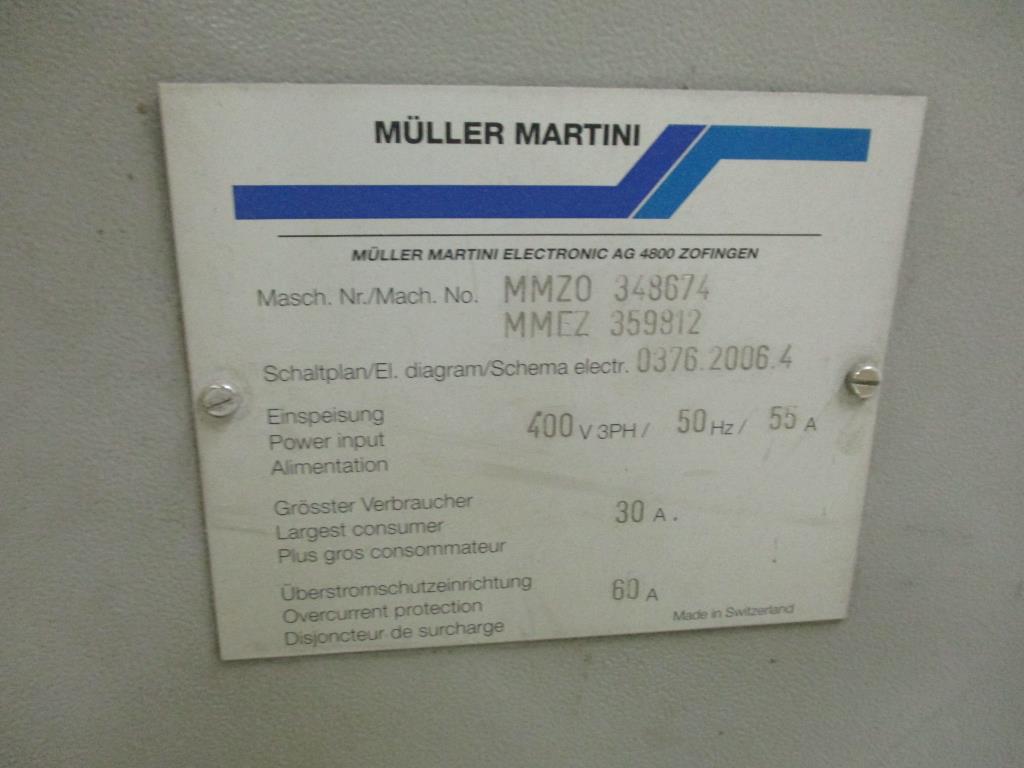 MÜLLER MARTINI
MÜLLER MARTINI ELECTRONIC AG 4800 ZOFINGEN
Masch. Nr./Mach. No. MMZO 348674
MMEZ 359812
Schaltplan/El. diagram/Schema electr. 0376.2006.4
Einspeisung
Power input 400 V 3PH / 50 Hz / 55 A
Alimentation
Grösster Verbraucher
Largest consumer 30 A.
Plus gros consommateur
Überstromschutzeinrichtung
Overcurrent protection 60 A
Disjoncteur de surcharge
Made in Switzerland